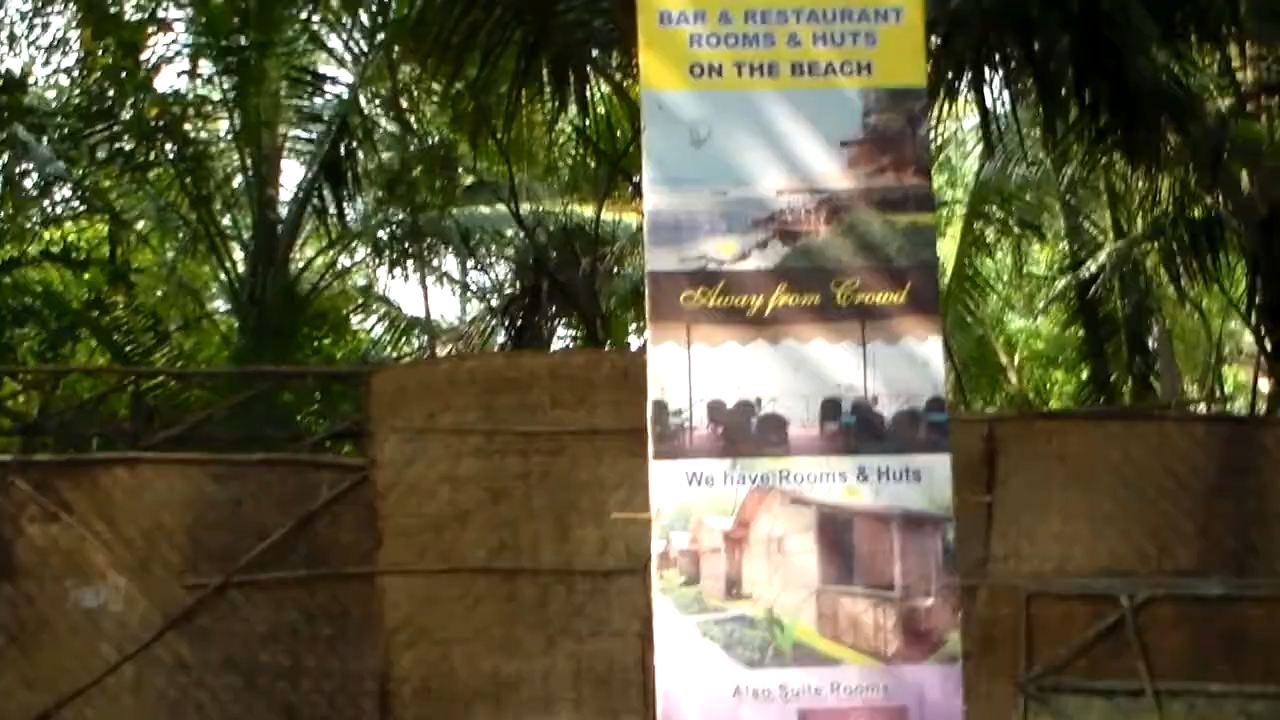 BAR & RESTAURANT
ROOMS & HUTS
ON THE BEACH
Away from Crowd
We have Rooms & Huts
Also Suite Rooms